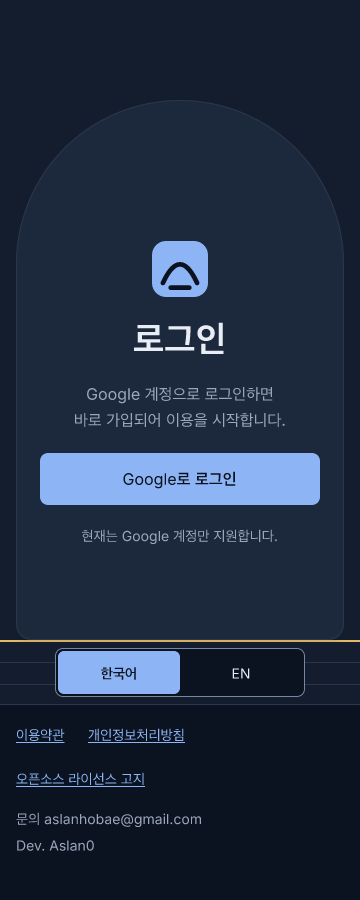 로그인
Google 계정으로 로그인하면
바로 가입되어 이용을 시작합니다.
Google로 로그인
현재는 Google 계정만 지원합니다.
한국어 EN
이용약관 개인정보처리방침
오픈소스 라이선스 고지
문의 aslanhobae@gmail.com
Dev. Aslan0